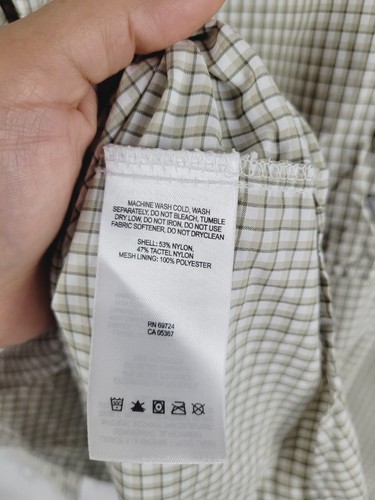 MACHINE WASH COLD, WASH
SEPARATELY, DO NOT BLEACH, TUMBLE
DRY LOW, DO NOT IRON, DO NOT USE
FABRIC SOFTENER, DO NOT DRYCLEAN
SHELL: 53% NYLON,
47% TACTEL NYLON
MESH LINING: 100% POLYESTER
RN 69724
CA 05367